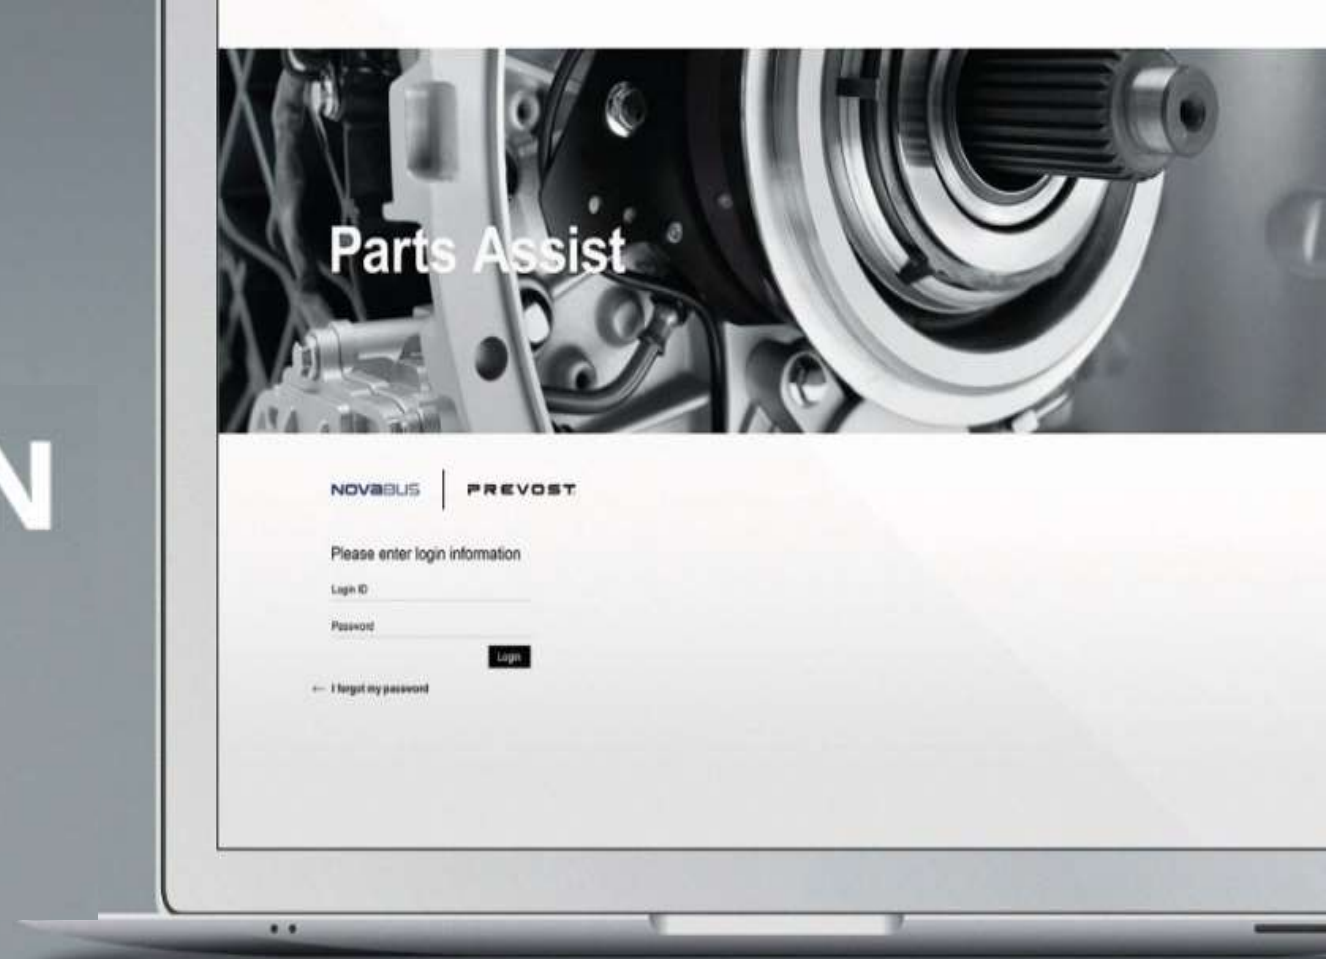 Parts Assist
N
NOVABUS | PREVOST
Please enter login information
Login ID
Password
Login
← I forgot my password